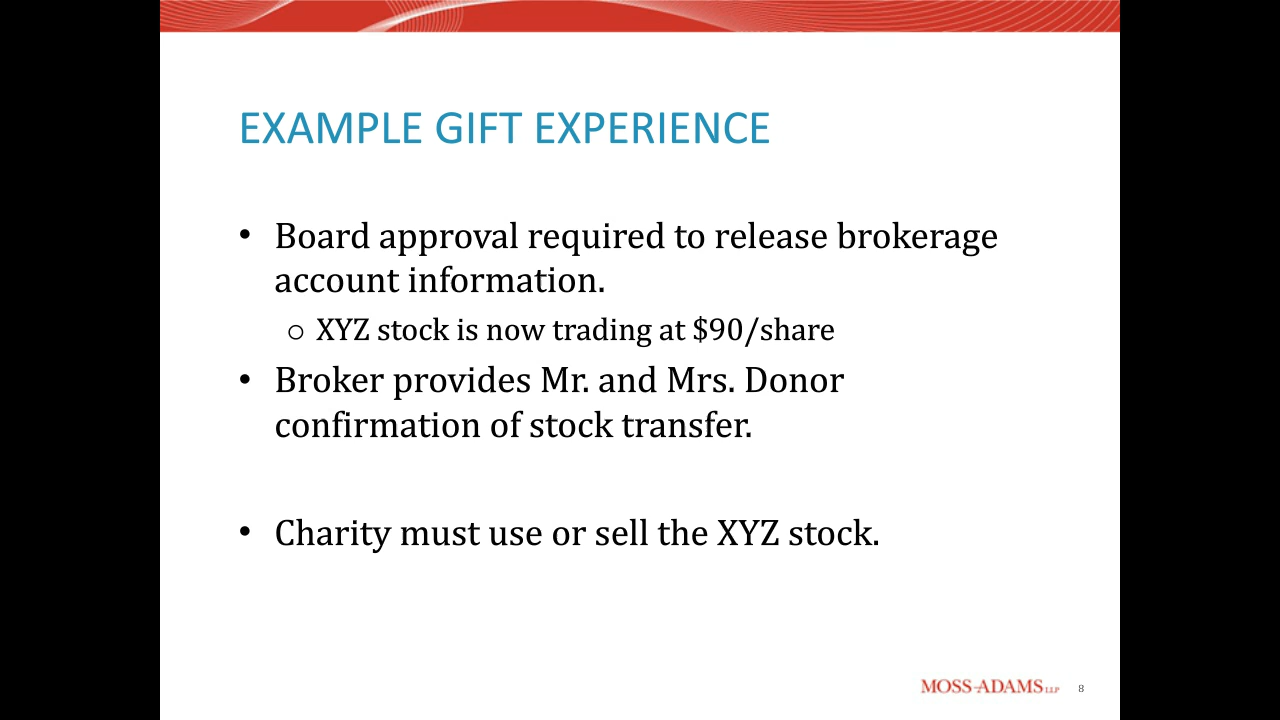 EXAMPLE GIFT EXPERIENCE
• Board approval required to release brokerage
account information.
○ XYZ stock is now trading at $90/share
• Broker provides Mr. and Mrs. Donor
confirmation of stock transfer.
• Charity must use or sell the XYZ stock.
MOSS-ADAMS LLP 8